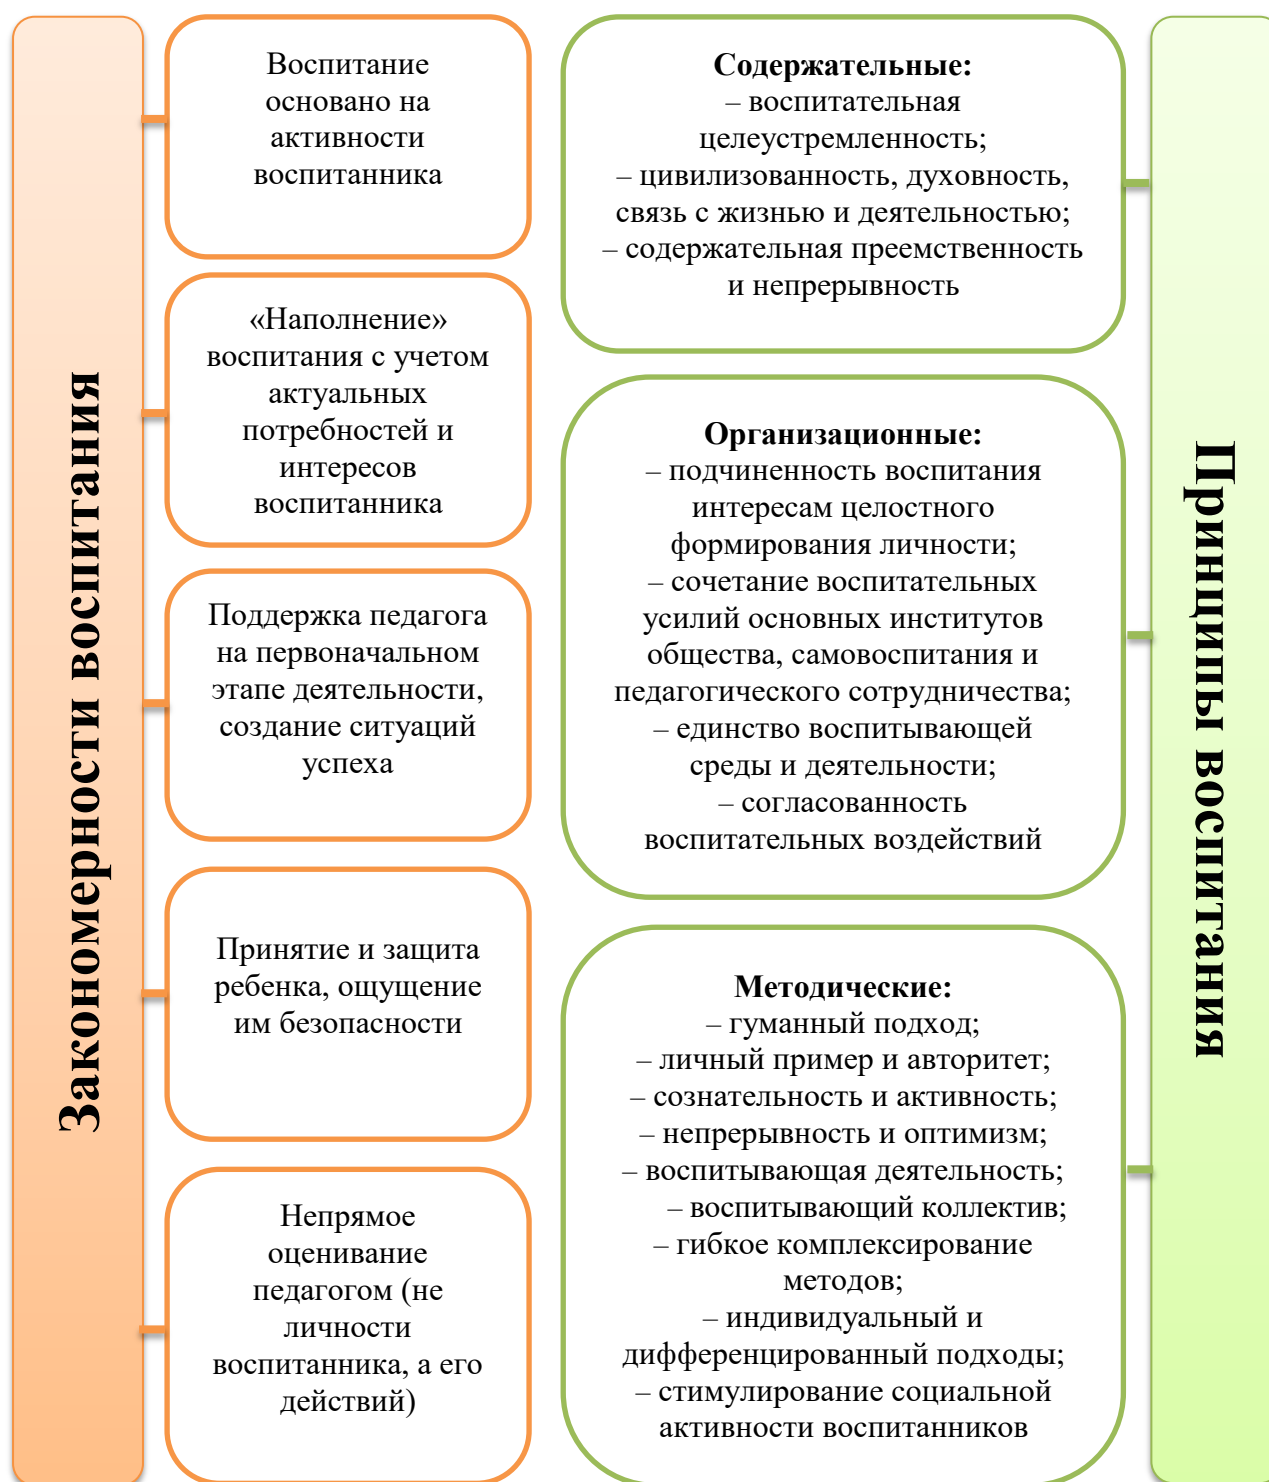 Закономерности воспитания
Воспитание
основано на
активности
воспитанника
«Наполнение»
воспитания с учетом
актуальных
потребностей и
интересов
воспитанника
Поддержка педагога
на первоначальном
этапе деятельности,
создание ситуаций
успеха
Принятие и защита
ребенка, ощущение
им безопасности
Непрямое
оценивание
педагогом (не
личности
воспитанника, а его
действий)
Содержательные:
– воспитательная
целеустремленность;
– цивилизованность, духовность,
связь с жизнью и деятельностью;
– содержательная преемственность
и непрерывность
Организационные:
– подчиненность воспитания
интересам целостного
формирования личности;
– сочетание воспитательных
усилий основных институтов
общества, самовоспитания и
педагогического сотрудничества;
– единство воспитывающей
среды и деятельности;
– согласованность
воспитательных воздействий
Методические:
– гуманный подход;
– личный пример и авторитет;
– сознательность и активность;
– непрерывность и оптимизм;
– воспитывающая деятельность;
– воспитывающий коллектив;
– гибкое комплексирование
методов;
– индивидуальный и
дифференцированный подходы;
– стимулирование социальной
активности воспитанников
Принципы воспитания